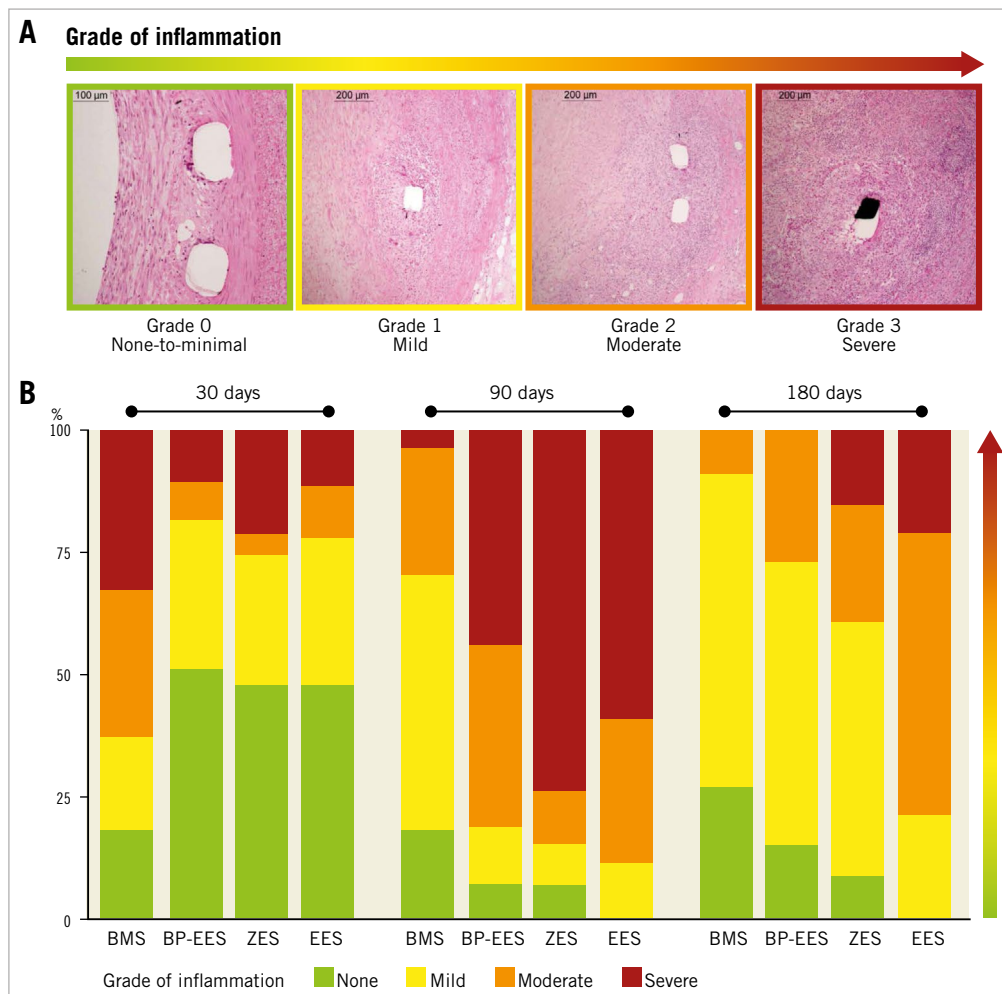 A
Grade of inflammation
100 μm
200 μm
200 μm
200 μm
Grade 0
None-to-minimal
Grade 1
Mild
Grade 2
Moderate
Grade 3
Severe
B
30 days
90 days
180 days
%
100
75
50
25
0
BMS BP-EES ZES EES BMS BP-EES ZES EES BMS BP-EES ZES EES
Grade of inflammation None Mild Moderate Severe